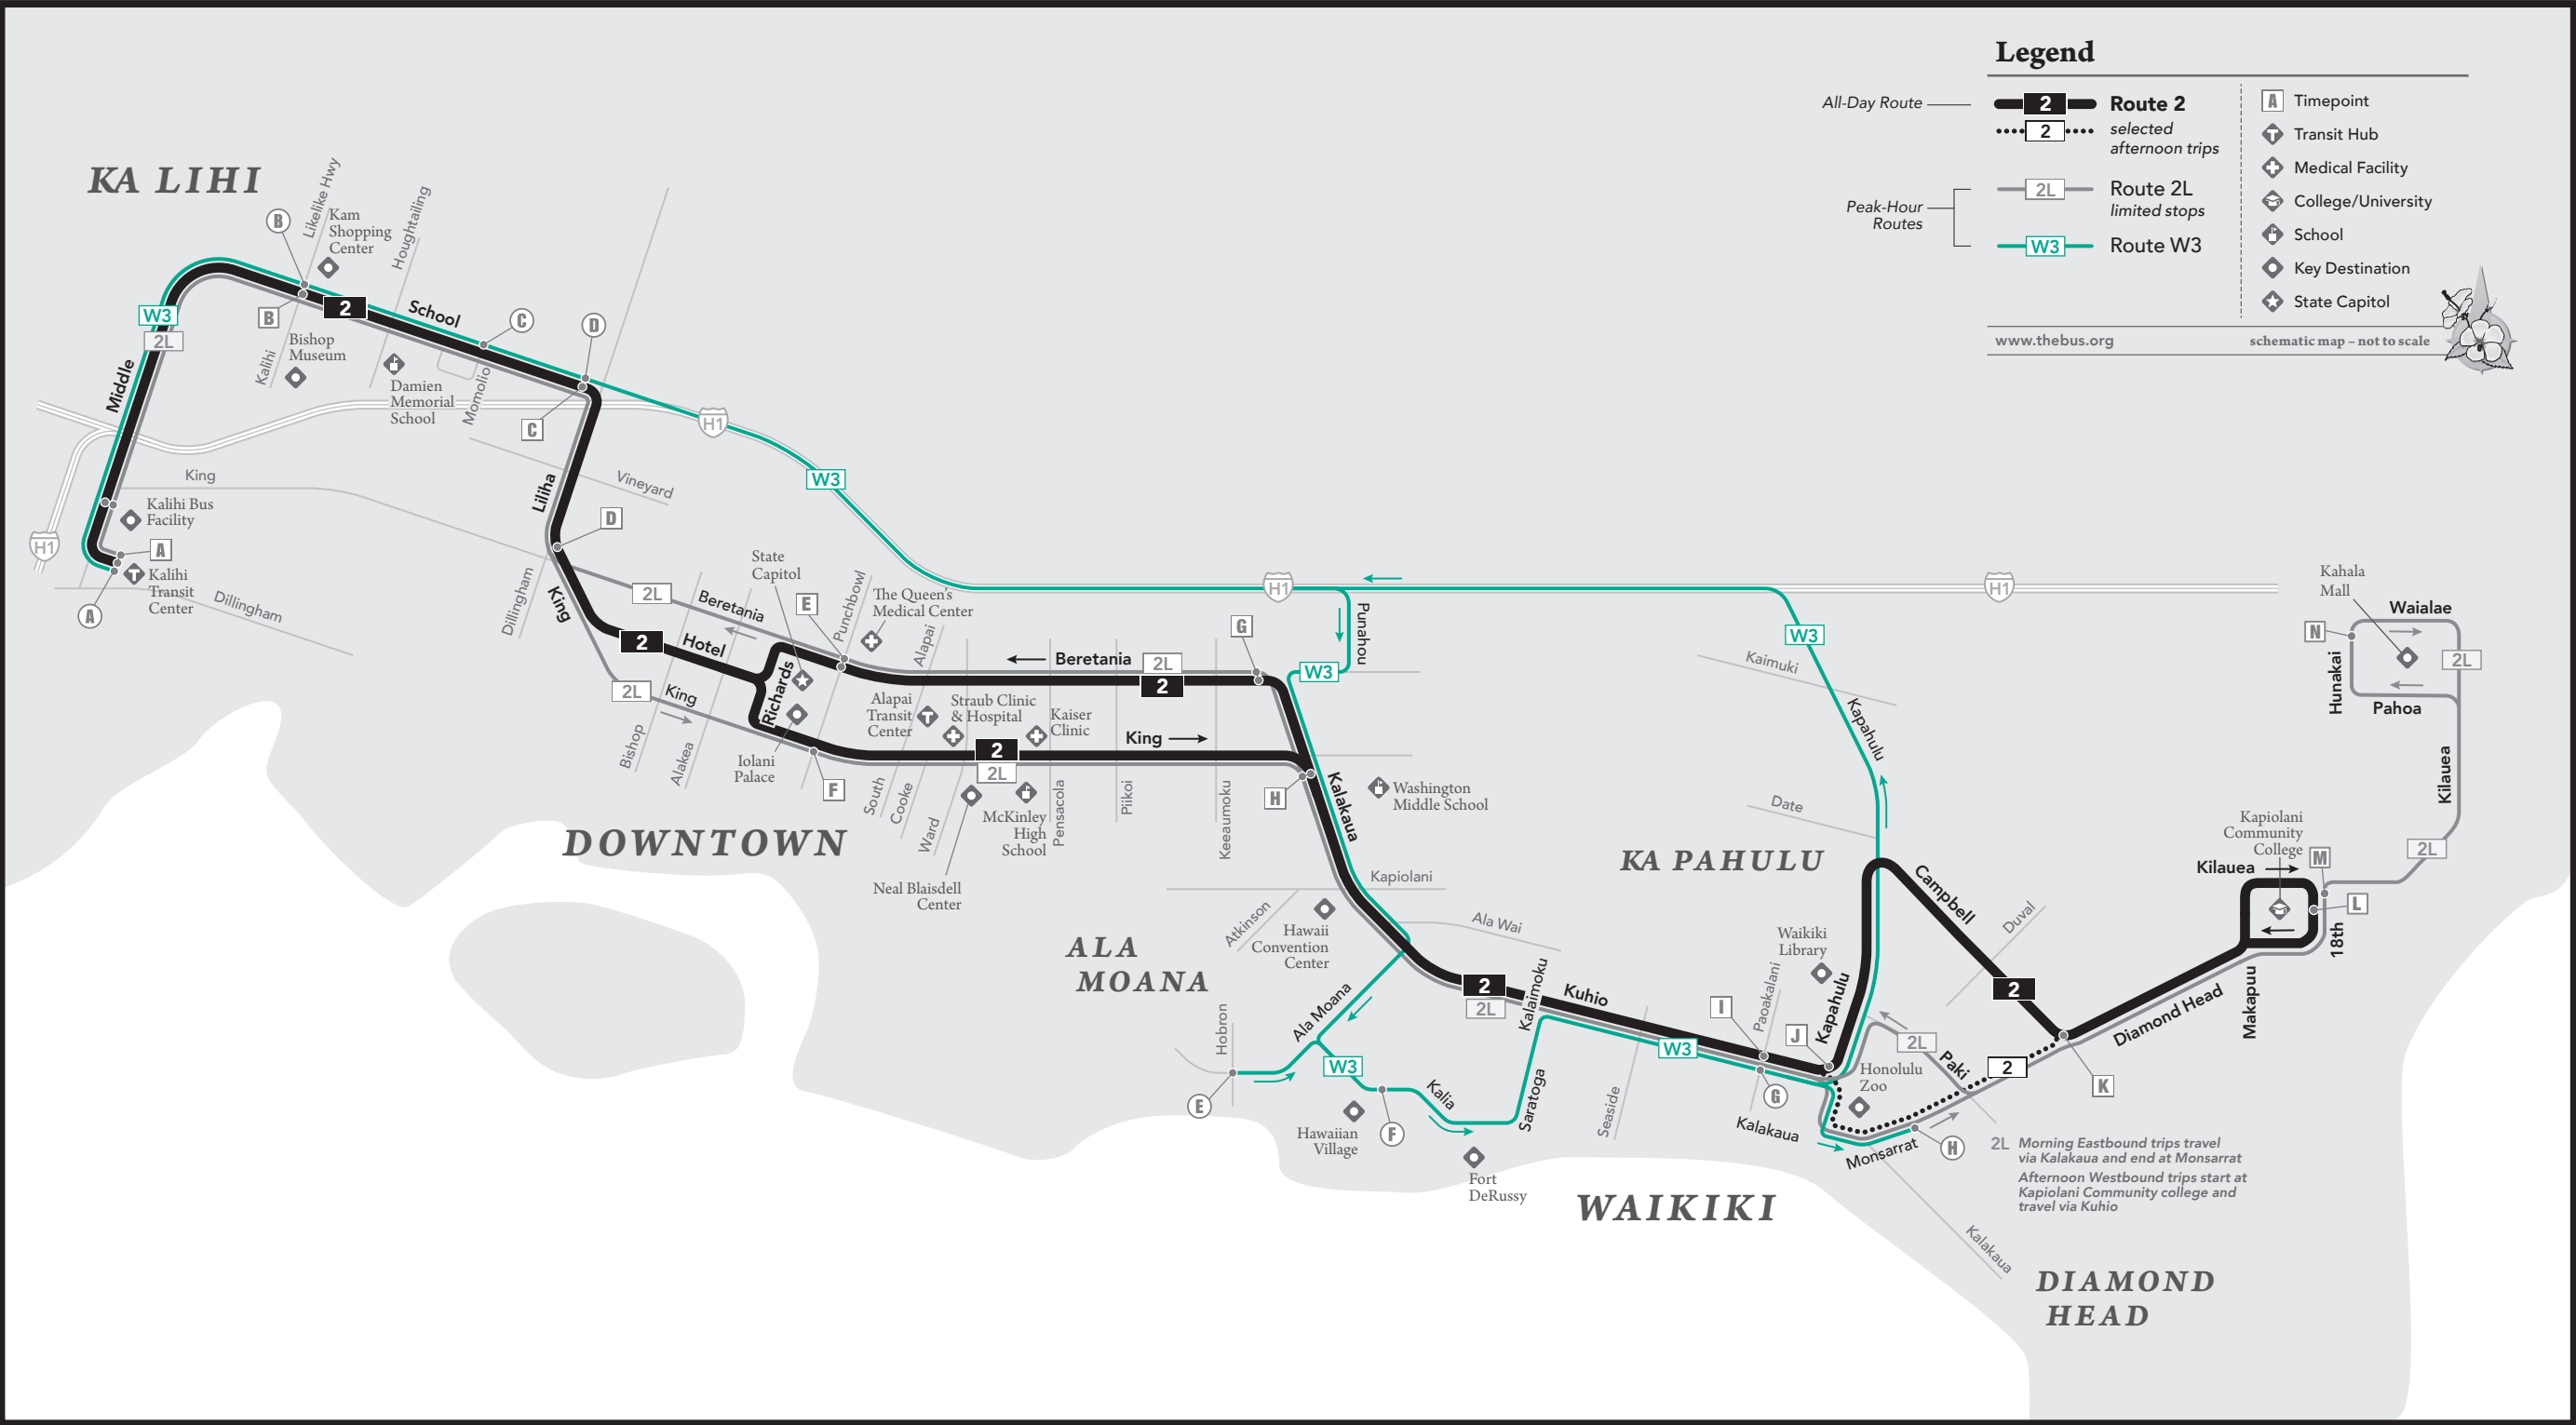 Legend
All-Day Route
2
Route 2
2
selected
afternoon trips
Peak-Hour
Routes
2L
Route 2L
limited stops
W3
Route W3
A
Timepoint
Transit Hub
Medical Facility
College/University
School
Key Destination
State Capitol
www.thebus.org
schematic map – not to scale
KA LIHI
B
Likelike Hwy
Kam
Shopping
Center
Houghtailing
W3
2L
B
2
School
C
D
Middle
Kalihi
Bishop
Museum
Damien
Memorial
School
Momolio
C
H1
W3
King
Kalihi Bus
Facility
H1
A
Kalihi
Transit
Center
A
Dillingham
Liliha
Vineyard
D
Dillingham
King
2L
Beretania
State
Capitol
E
Punchbowl
The Queen's
Medical Center
Alapai
2
Hotel
Richards
2L
King
Bishop
Alakea
Iolani
Palace
F
Alapai
Transit
Center
Straub Clinic
& Hospital
Kaiser
Clinic
Beretania
2L
2
G
H1
Punahou
W3
2
2L
King
South
Cooke
Ward
McKinley
High
School
Pensacola
Piikoi
Keeaumoku
H
Kalakaua
Washington
Middle School
Neal Blaisdell
Center
DOWNTOWN
Kapiolani
Atkinson
Hawaii
Convention
Center
Ala Wai
ALA
MOANA
Hobron
Ala Moana
E
W3
Hawaiian
Village
F
Kalia
Fort
DeRussy
Saratoga
2
2L
Kalaimoku
Kuhio
W3
Seaside
WAIKIKI
H1
W3
Kaimuki
Kapahulu
Date
KA PAHULU
Campbell
Waikiki
Library
Paoakalani
I
J
Kapahulu
G
Kalakaua
Honolulu
Zoo
2L
Paki
Monsarrat
H
2
Duval
2
K
Diamond Head
Makapuu
Kilauea
Kapiolani
Community
College
M
L
18th
2L
Kilauea
Kahala
Mall
N
Waialae
2L
Hunakai
Pahoa
2L
Morning Eastbound trips travel
via Kalakaua and end at Monsarrat
Afternoon Westbound trips start at
Kapiolani Community college and
travel via Kuhio
Kalakaua
DIAMOND
HEAD